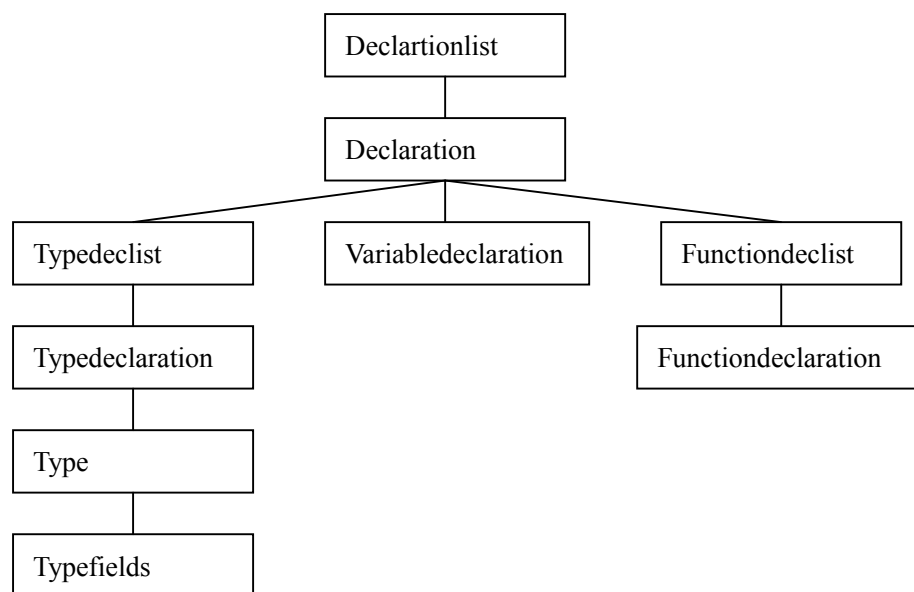 Declartionlist
Declaration
Typedeclist
Variabledeclaration
Functiondeclist
Typedeclaration
Functiondeclaration
Type
Typefields